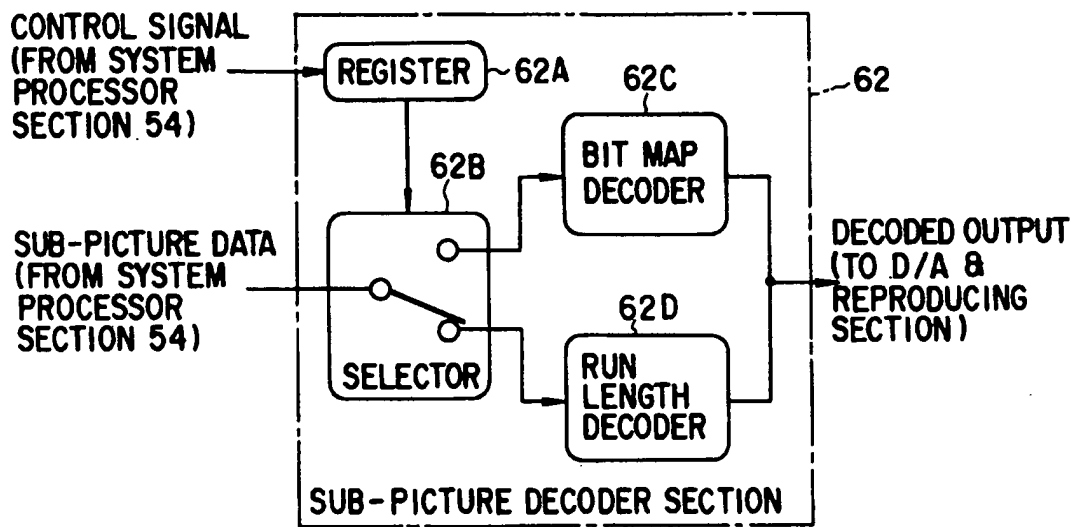 CONTROL SIGNAL
(FROM SYSTEM
PROCESSOR
SECTION 54)
REGISTER
62A
62
62C
BIT MAP
DECODER
62B
SUB-PICTURE DATA
(FROM SYSTEM
PROCESSOR
SECTION 54)
SELECTOR
62D
RUN
LENGTH
DECODER
DECODED OUTPUT
(TO D/A &
REPRODUCING
SECTION)
SUB-PICTURE DECODER SECTION